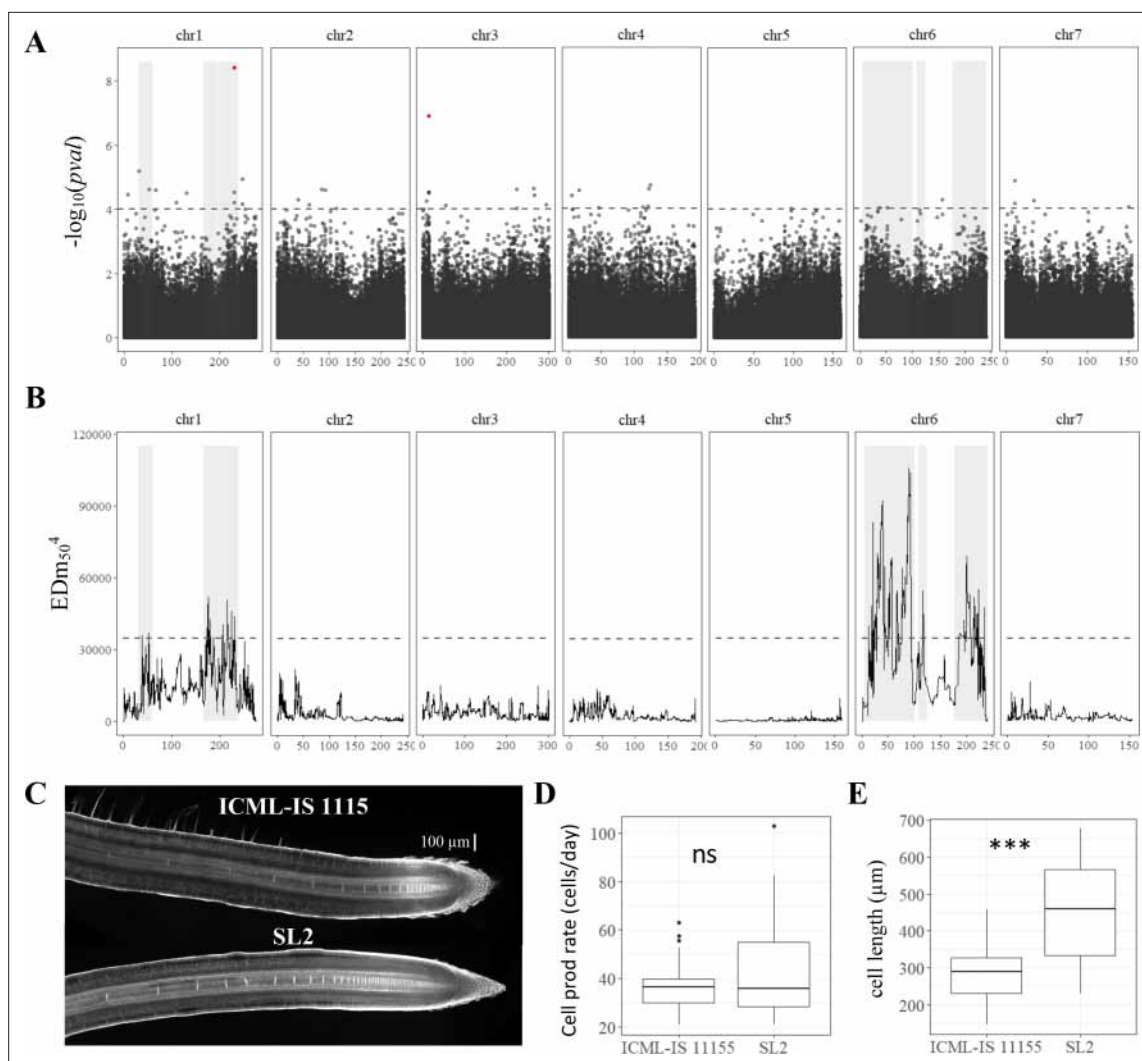 A
chr1 chr2 chr3 chr4 chr5 chr6 chr7
-log10(pval)
8
6
4
2
0
0 100 200 0 50 100 150 200 250 0 100 200 300 0 50 100 150 200 0 50 100 150 0 50 100 150 200 250 0 50 100 150
B
chr1 chr2 chr3 chr4 chr5 chr6 chr7
EDm50^4
120000
90000
60000
30000
0
0 100 200 0 50 100 150 200 250 0 100 200 300 0 50 100 150 200 0 50 100 150 0 50 100 150 200 250 0 50 100 150
C
ICML-IS 1115
100 µm
SL2
D
Cell prod rate (cells/day)
100
80
60
40
20
ns
ICML-IS 11155 SL2
E
cell length (µm)
700
600
500
400
300
200
***
ICML-IS 11155 SL2